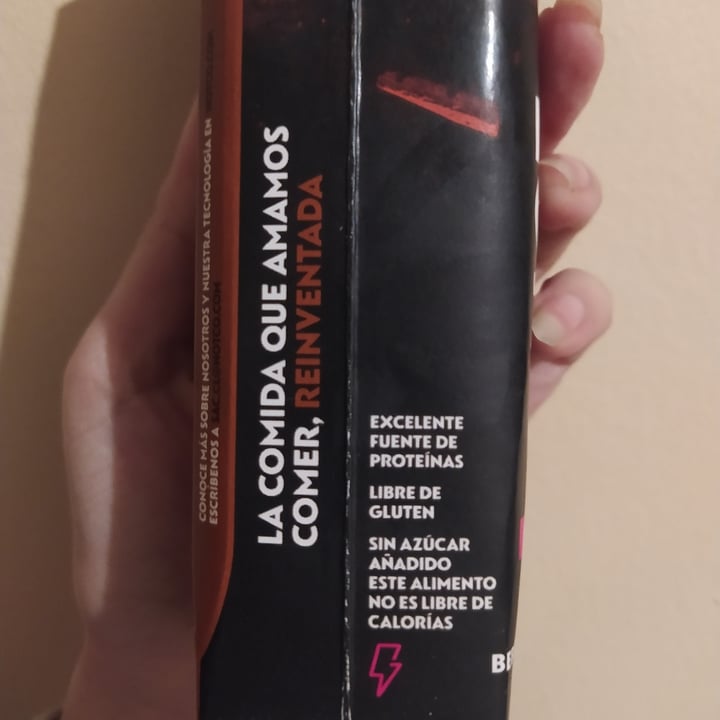 CONOCE MÁS SOBRE NOSOTROS Y NUESTRA TECNOLOGÍA EN
ESCRÍBENOS A
LA COMIDA QUE AMAMOS
COMER, REINVENTADA
EXCELENTE
FUENTE DE
PROTEÍNAS
LIBRE DE
GLUTEN
SIN AZÚCAR
AÑADIDO
ESTE ALIMENTO
NO ES LIBRE DE
CALORÍAS